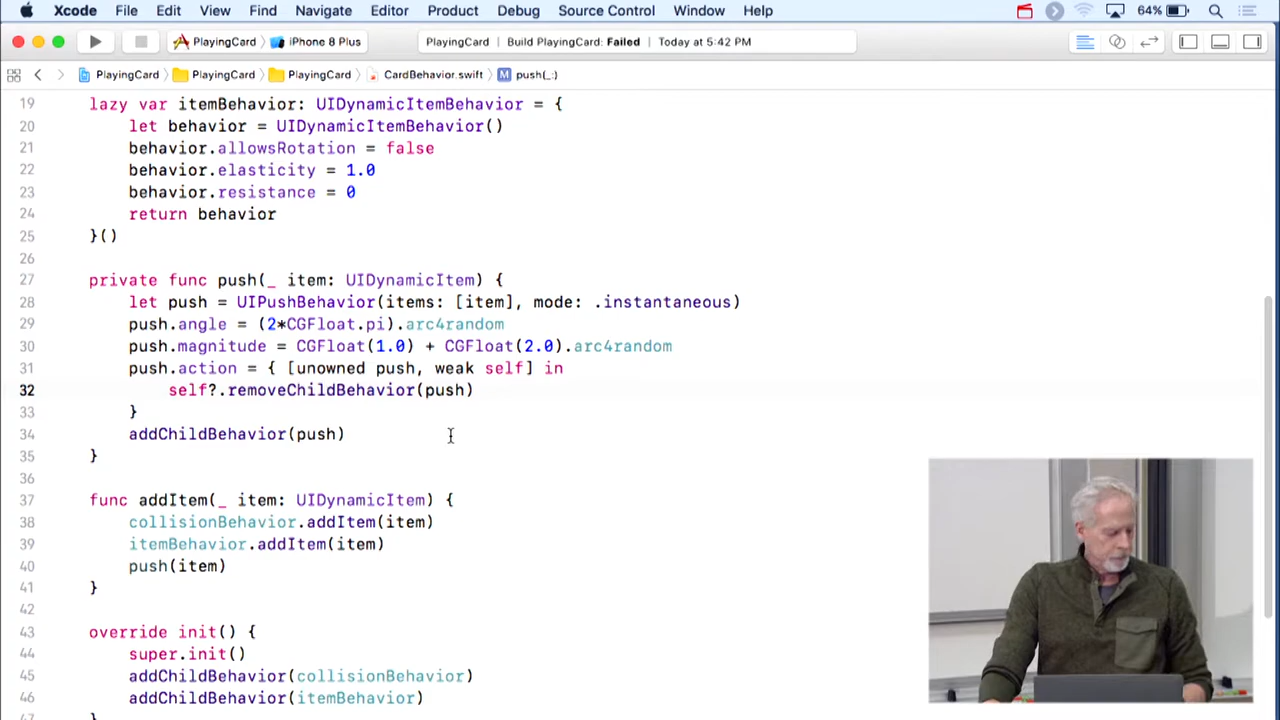 Xcode File Edit View Find Navigate Editor Product Debug Source Control Window Help 64%
PlayingCard iPhone 8 Plus PlayingCard Build PlayingCard: Failed Today at 5:42 PM
PlayingCard PlayingCard PlayingCard CardBehavior.swift M push(_:)
19 lazy var itemBehavior: UIDynamicItemBehavior = {
20 let behavior = UIDynamicItemBehavior()
21 behavior.allowsRotation = false
22 behavior.elasticity = 1.0
23 behavior.resistance = 0
24 return behavior
25 }()
26
27 private func push(_ item: UIDynamicItem) {
28 let push = UIPushBehavior(items: [item], mode: .instantaneous)
29 push.angle = (2*CGFloat.pi).arc4random
30 push.magnitude = CGFloat(1.0) + CGFloat(2.0).arc4random
31 push.action = { [unowned push, weak self] in
32 self?.removeChildBehavior(push)
33 }
34 addChildBehavior(push)
35 }
36
37 func addItem(_ item: UIDynamicItem) {
38 collisionBehavior.addItem(item)
39 itemBehavior.addItem(item)
40 push(item)
41 }
42
43 override init() {
44 super.init()
45 addChildBehavior(collisionBehavior)
46 addChildBehavior(itemBehavior)
47 }